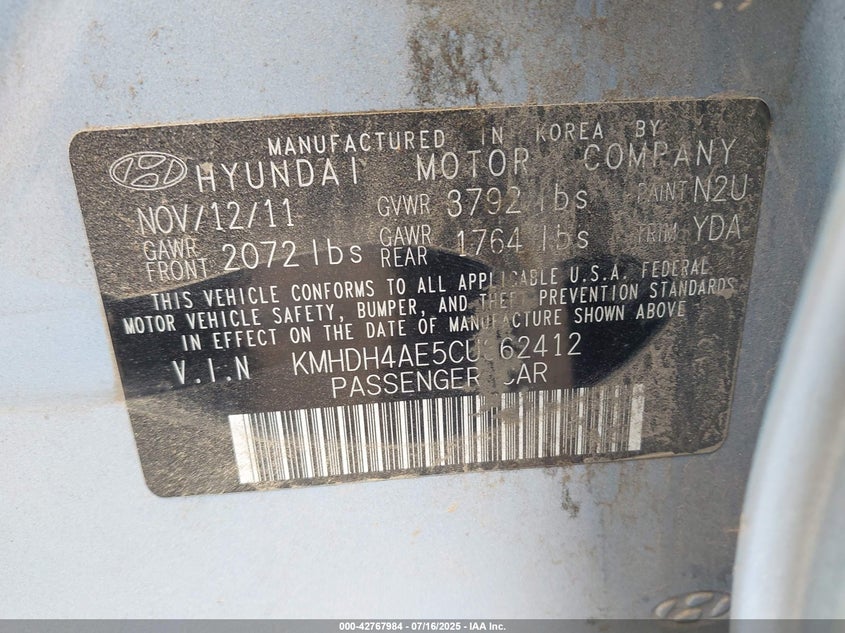 MANUFACTURED IN KOREA BY
HYUNDAI MOTOR COMPANY
NOV/12/11 GVWR 3792 lbs PAINT N2U
GAWR FRONT 2072 lbs GAWR REAR 1764 lbs TRIM YDA
THIS VEHICLE CONFORMS TO ALL APPLICABLE U.S.A. FEDERAL
MOTOR VEHICLE SAFETY, BUMPER, AND THEFT PREVENTION STANDARDS
IN EFFECT ON THE DATE OF MANUFACTURE SHOWN ABOVE
V.I.N
PASSENGER CAR
000-42767984 | 07/16/2025 - IAA Inc.